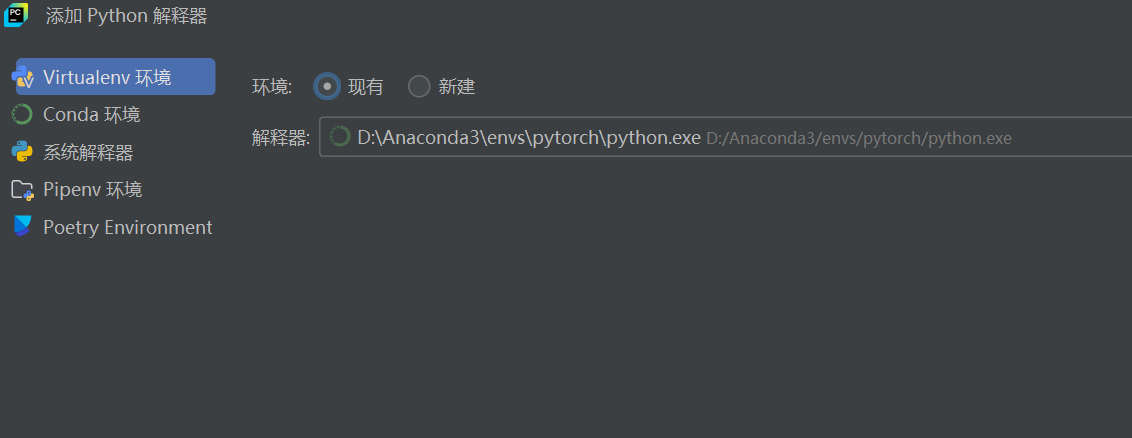 PC
添加 Python 解释器
Virtualenv 环境
环境: 现有 新建
Conda 环境
解释器: D:\Anaconda3\envs\pytorch\python.exe D:/Anaconda3/envs/pytorch/python.exe
系统解释器
Pipenv 环境
Poetry Environment